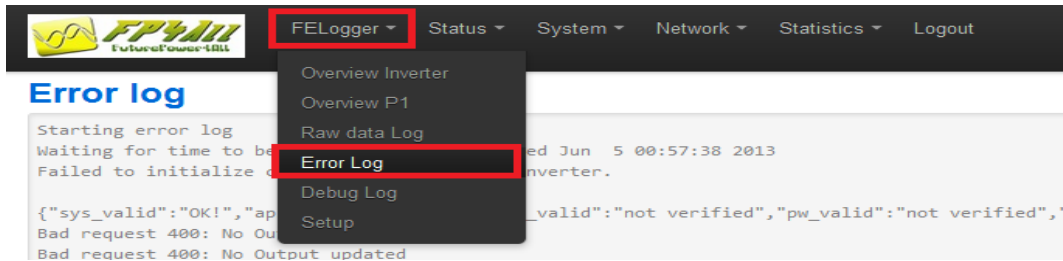 FP4All
FuturePower4All
FELogger Status System Network Statistics Logout
Overview Inverter
Overview P1
Raw data Log
Error Log
Debug Log
Setup
Error log
Starting error log
Waiting for time to be ed Jun 5 00:57:38 2013
Failed to initialize nverter.
{"sys_valid":"OK!","ap _valid":"not verified","pw_valid":"not verified","
Bad request 400: No Ou
Bad request 400: No Output updated